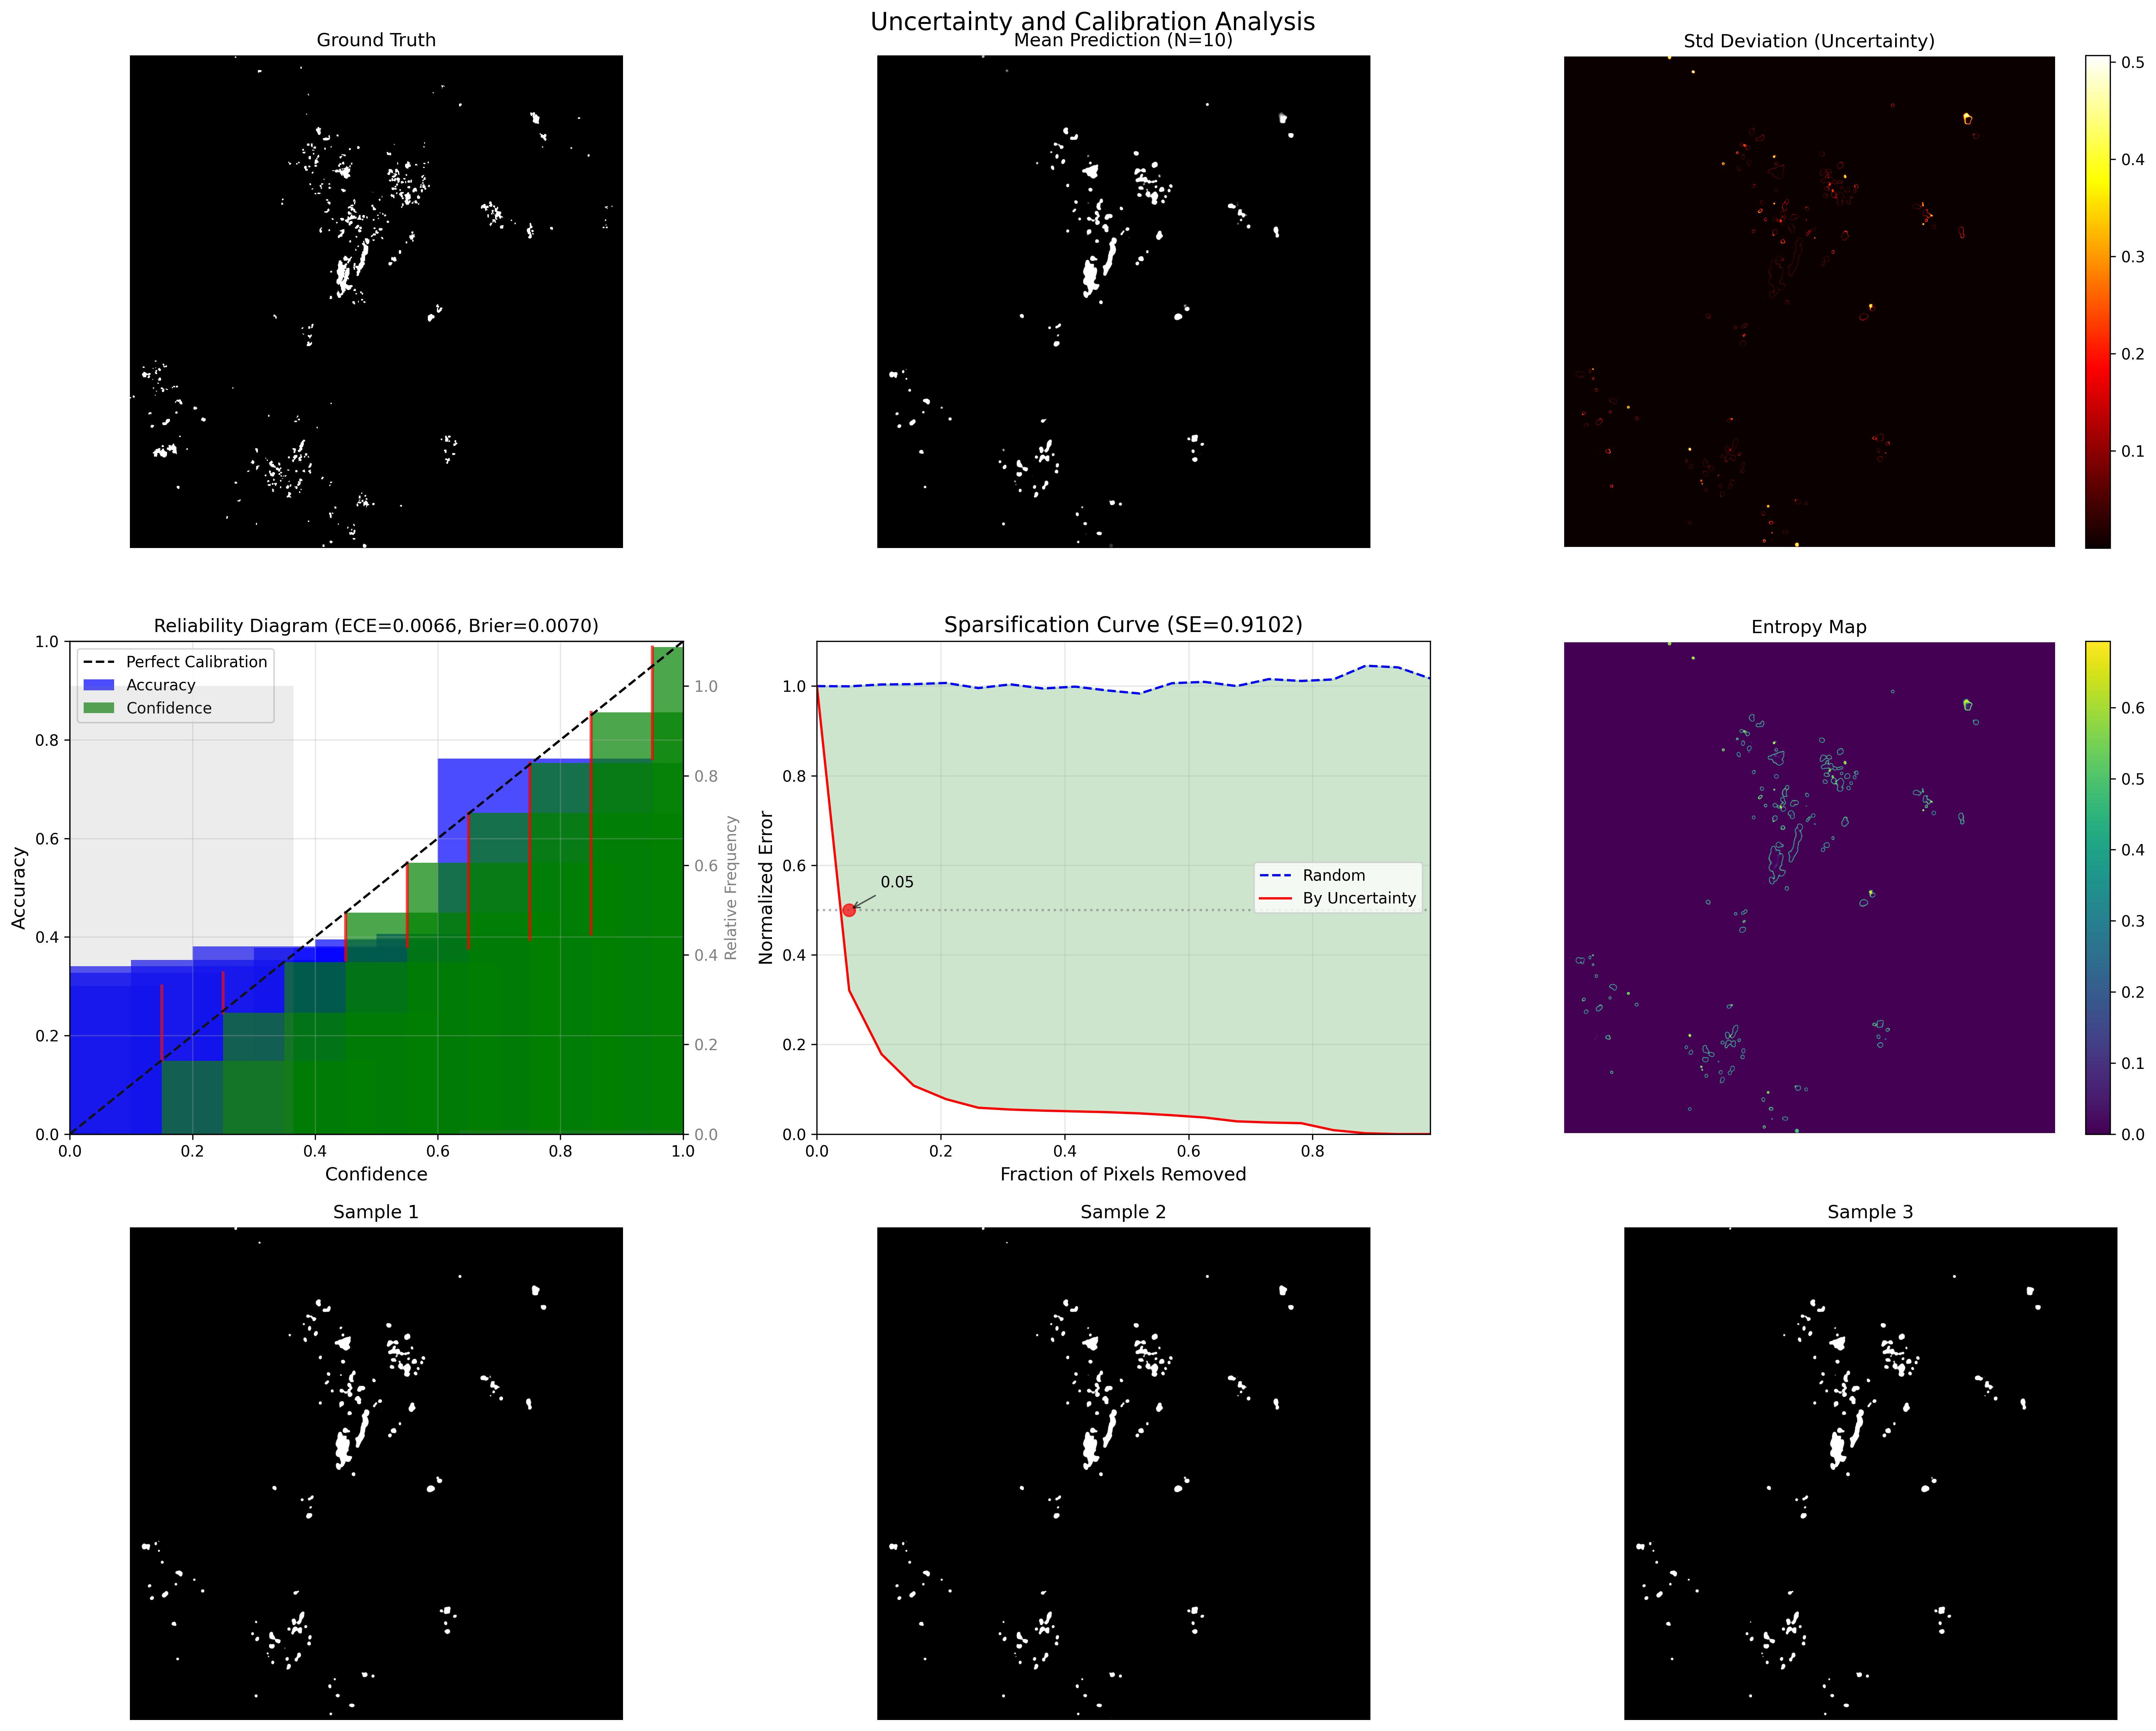 Uncertainty and Calibration Analysis
Ground Truth
Mean Prediction (N=10)
Std Deviation (Uncertainty)
0.5
0.4
0.3
0.2
0.1
Reliability Diagram (ECE=0.0066, Brier=0.0070)
Perfect Calibration
Accuracy
Confidence
Accuracy
1.0
0.8
0.6
0.4
0.2
0.0
0.0 0.2 0.4 0.6 0.8 1.0
Confidence
1.0
0.8
0.6
0.4
0.2
0.0
Relative Frequency
Sparsification Curve (SE=0.9102)
Normalized Error
1.0
0.8
0.6
0.4
0.2
0.0
0.05
Random
By Uncertainty
0.0 0.2 0.4 0.6 0.8
Fraction of Pixels Removed
Entropy Map
0.6
0.5
0.4
0.3
0.2
0.1
0.0
Sample 1
Sample 2
Sample 3